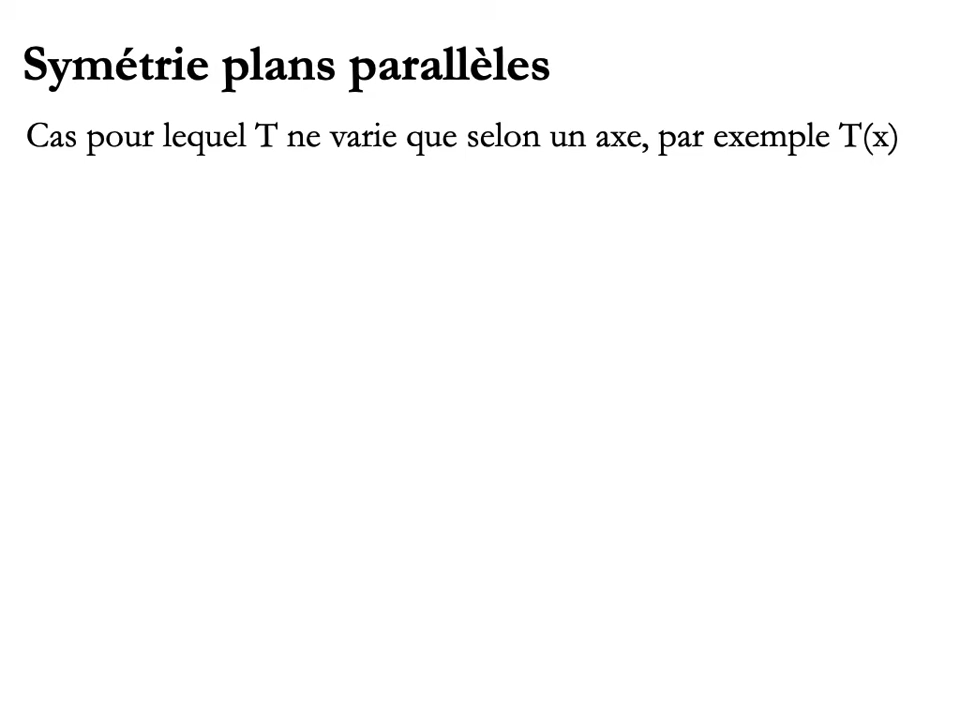 Symétrie plans parallèles
Cas pour lequel T ne varie que selon un axe, par exemple T(x)